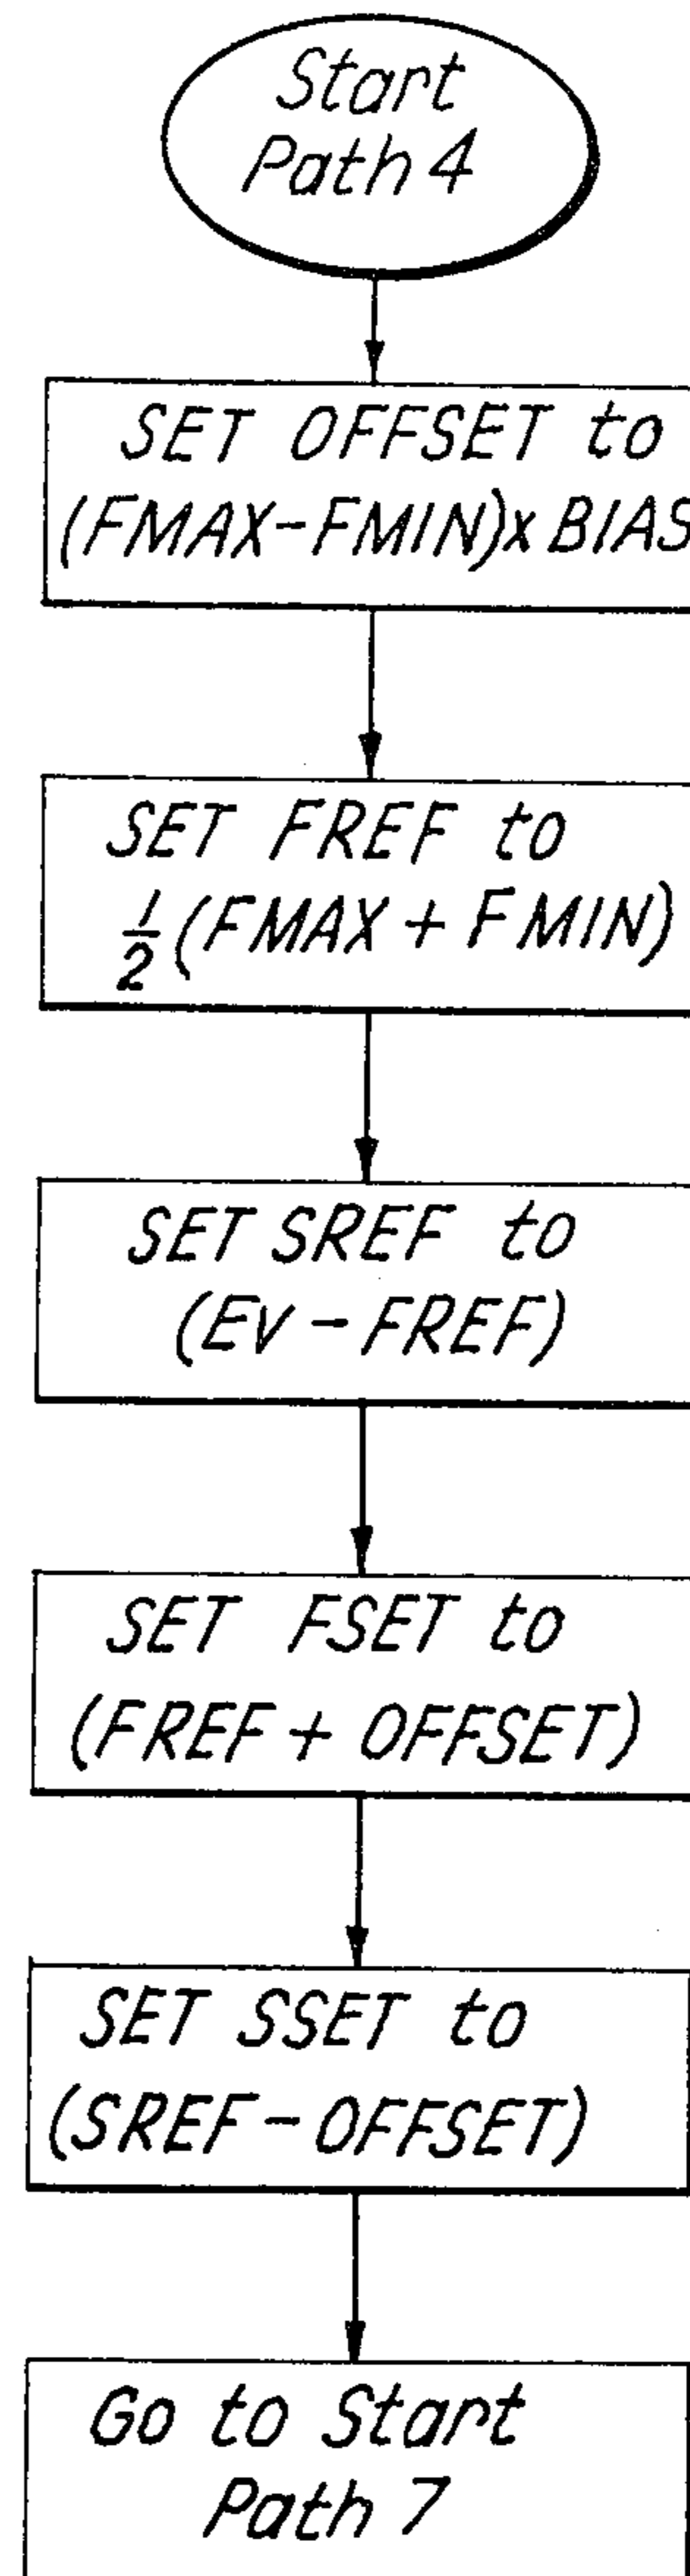 Start
Path 4
SET OFFSET to
(FMAX-FMIN)x BIAS
SET FREF to
1/2 (FMAX + FMIN)
SET SREF to
(Ev - FREF)
SET FSET to
(FREF + OFFSET)
SET SSET to
(SREF - OFFSET)
Go to Start
Path 7